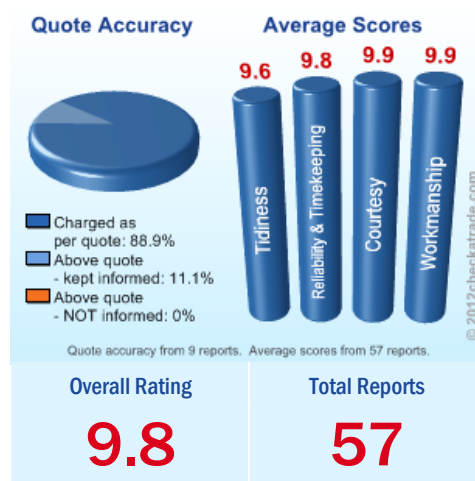 Quote Accuracy
Average Scores
9.6
9.8
9.9
9.9
Tidiness
Reliability & Timekeeping
Courtesy
Workmanship
Charged as
per quote: 88.9%
Above quote
- kept informed: 11.1%
Above quote
- NOT informed: 0%
© 2012checkatrade.com
Quote accuracy from 9 reports. Average scores from 57 reports.
Overall Rating
9.8
Total Reports
57